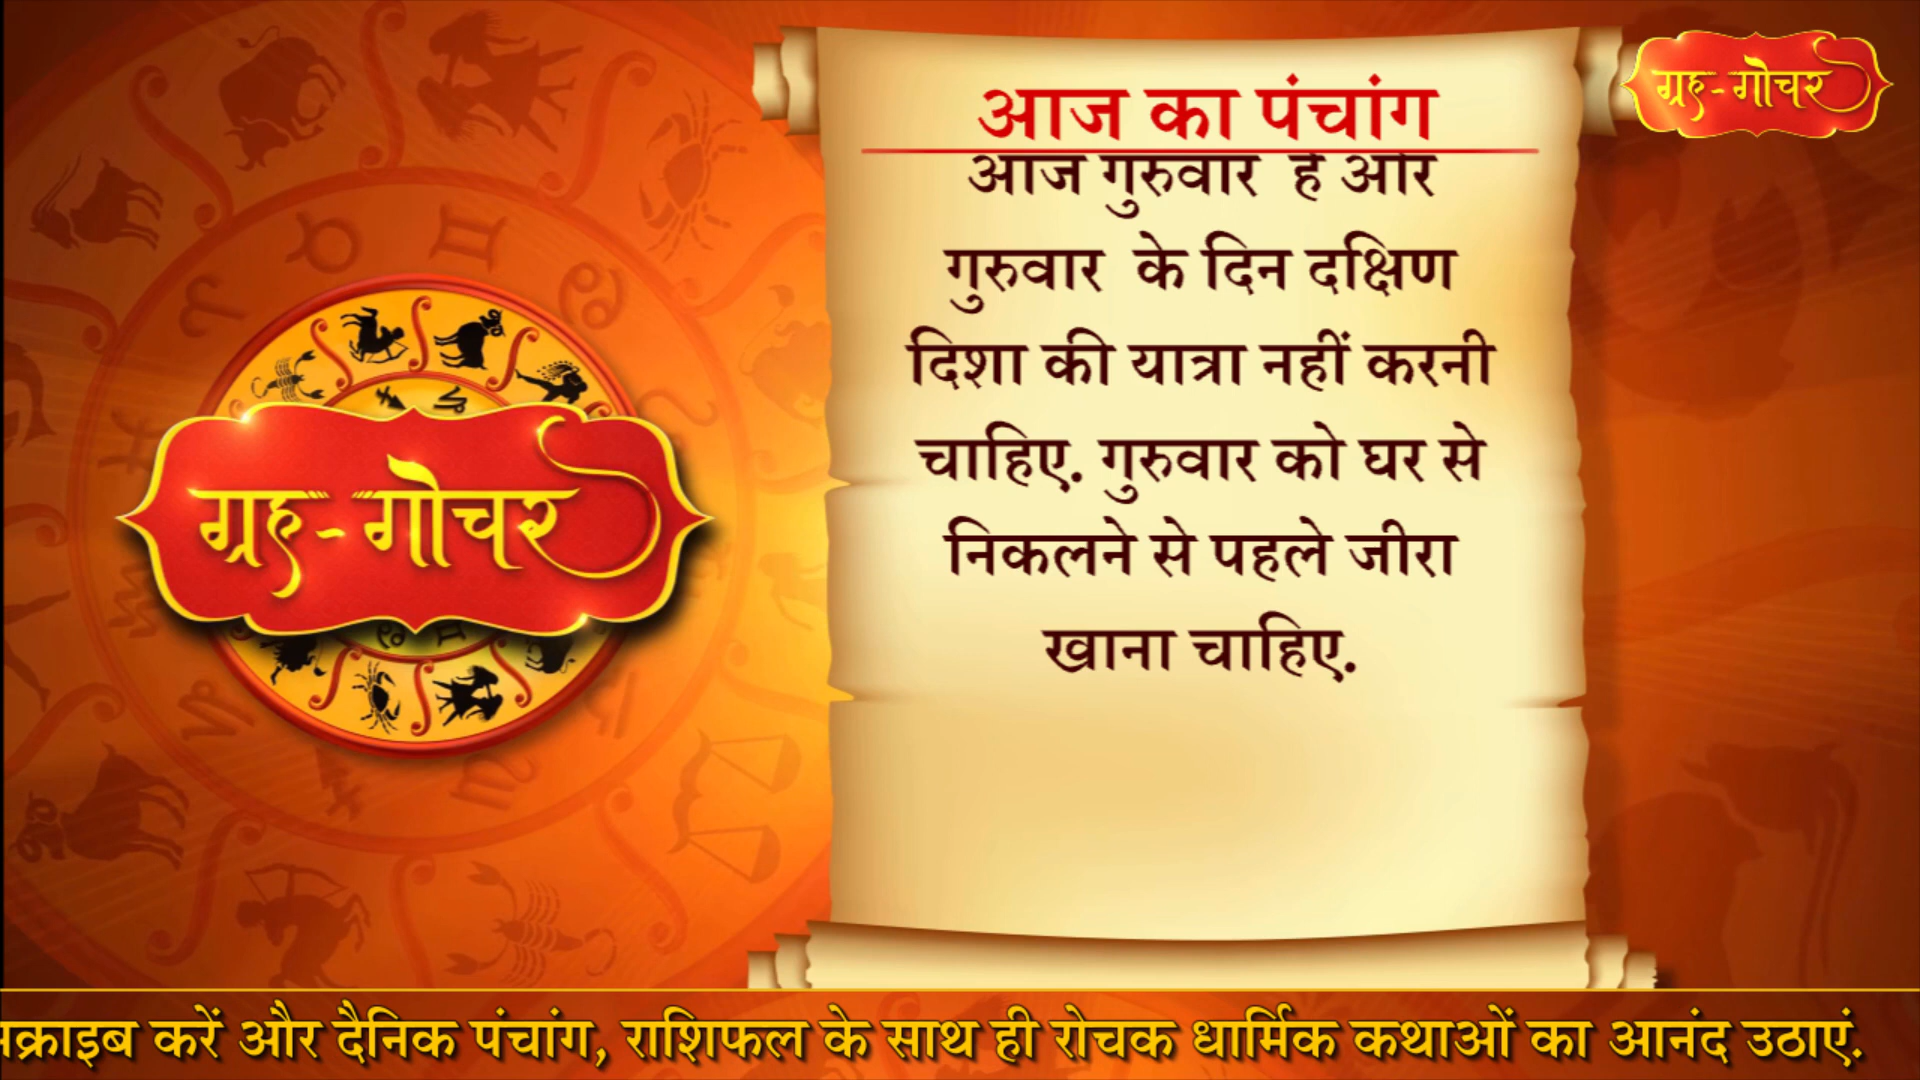 आज का पंचांग
ग्रह-गोचर
आज गुरुवार है और
गुरुवार के दिन दक्षिण
दिशा की यात्रा नहीं करनी
चाहिए. गुरुवार को घर से
निकलने से पहले जीरा
खाना चाहिए.
ग्रह-गोचर
करें और दैनिक पंचांग, राशिफल के साथ ही रोचक धार्मिक कथाओं का आनंद उठाएं.